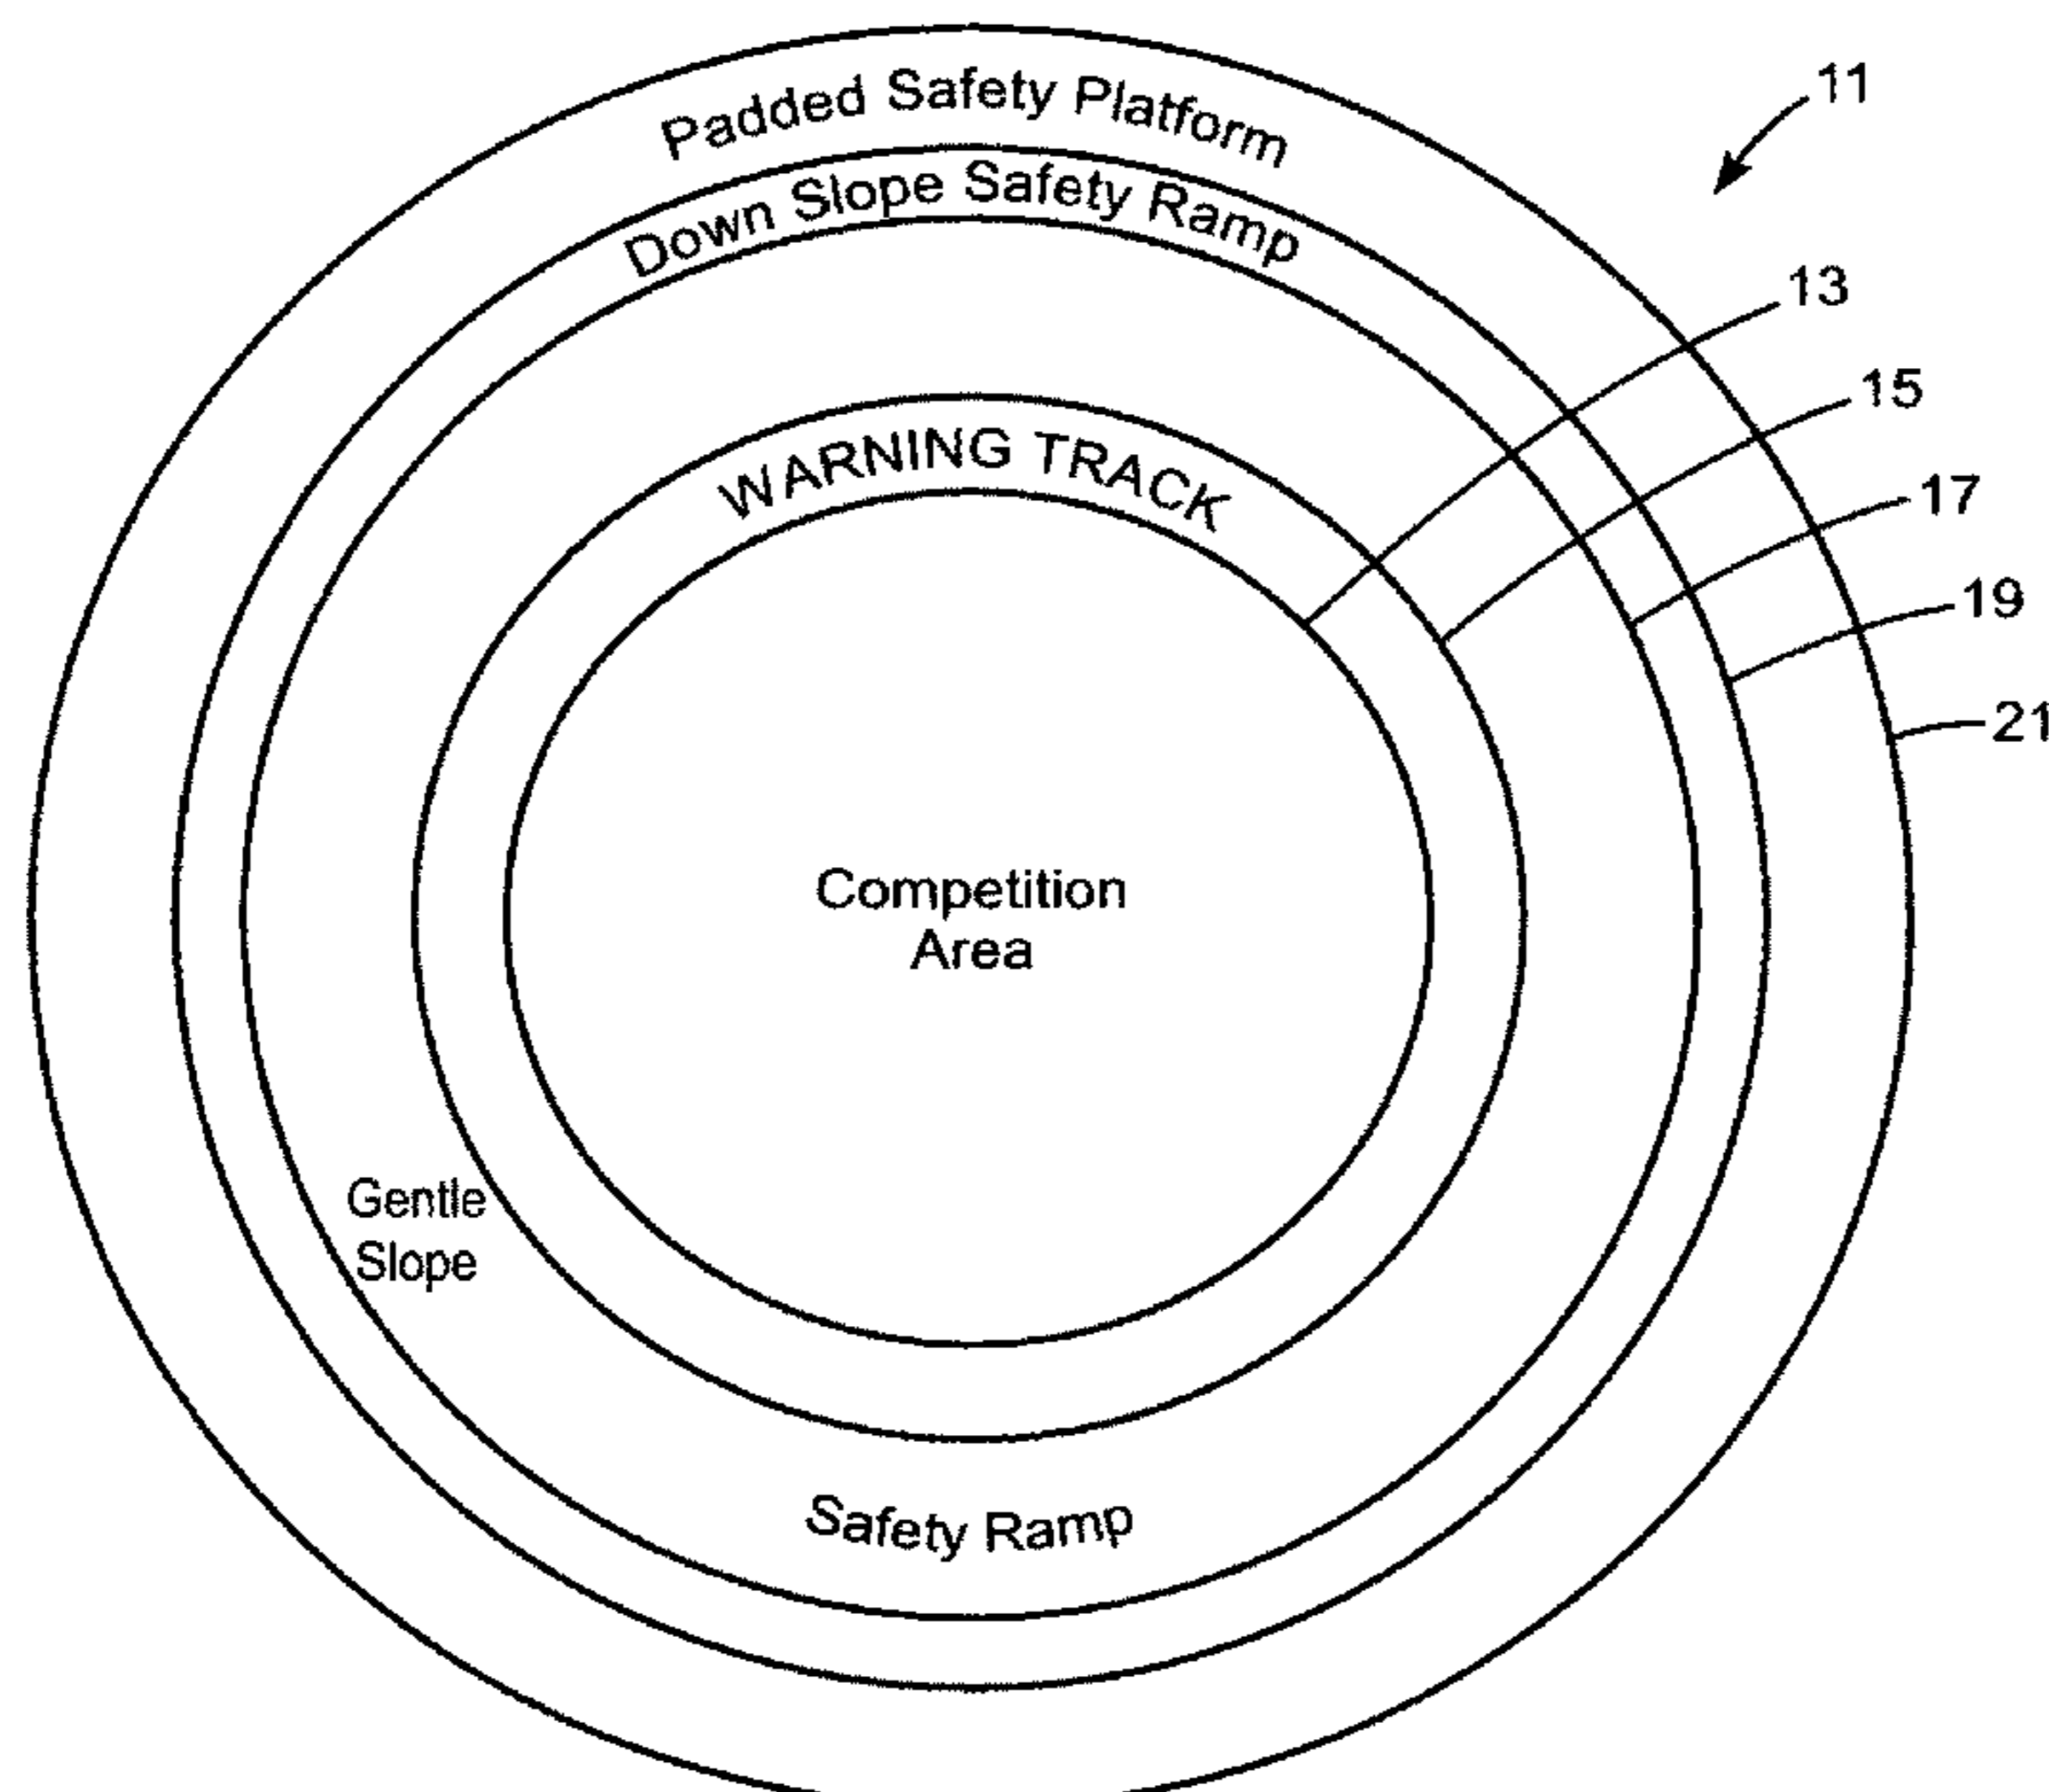 Padded Safety Platform
Down Slope Safety Ramp
WARNING TRACK
Competition
Area
Gentle
Slope
Safety Ramp
11
13
15
17
19
21